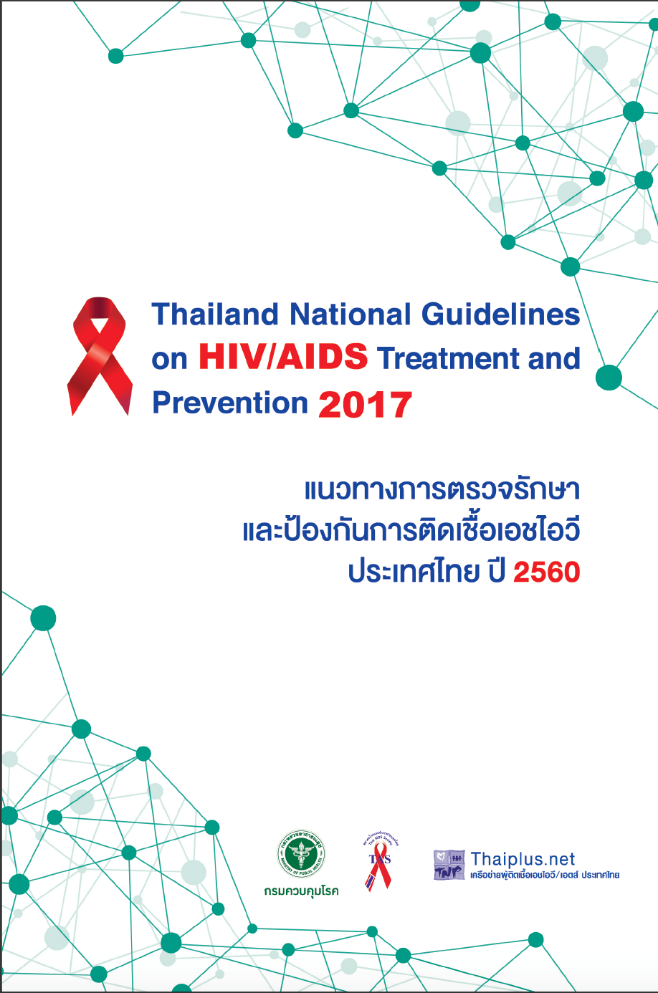 Thailand National Guidelines
on HIV/AIDS Treatment and
Prevention 2017
แนวทางการตรวจรักษา
และป้องกันการติดเชื้อเอชไอวี
ประเทศไทย ปี 2560
MINISTRY OF PUBLIC HEALTH
กรมควบคุมโรค
TAS
Thaiplus.net
เครือข่ายผู้ติดเชื้อเอชไอวี/เอดส์ ประเทศไทย